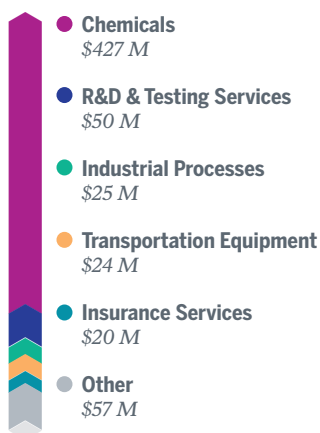 Chemicals
$427 M
R&D & Testing Services
$50 M
Industrial Processes
$25 M
Transportation Equipment
$24 M
Insurance Services
$20 M
Other
$57 M